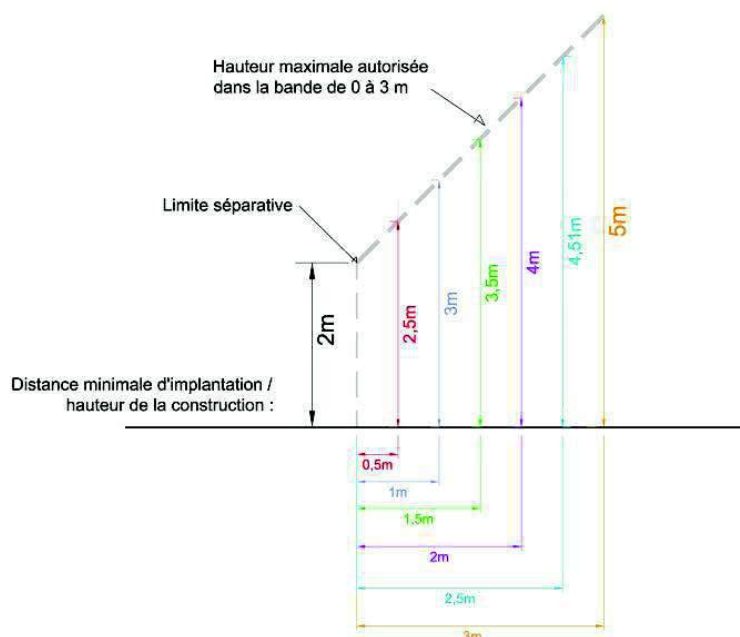 Hauteur maximale autorisée
dans la bande de 0 à 3 m
Limite séparative
2m
2,5m
3m
3,5m
4m
4,51m
5m
Distance minimale d'implantation /
hauteur de la construction :
0,5m
1m
1,5m
2m
2,5m
3m